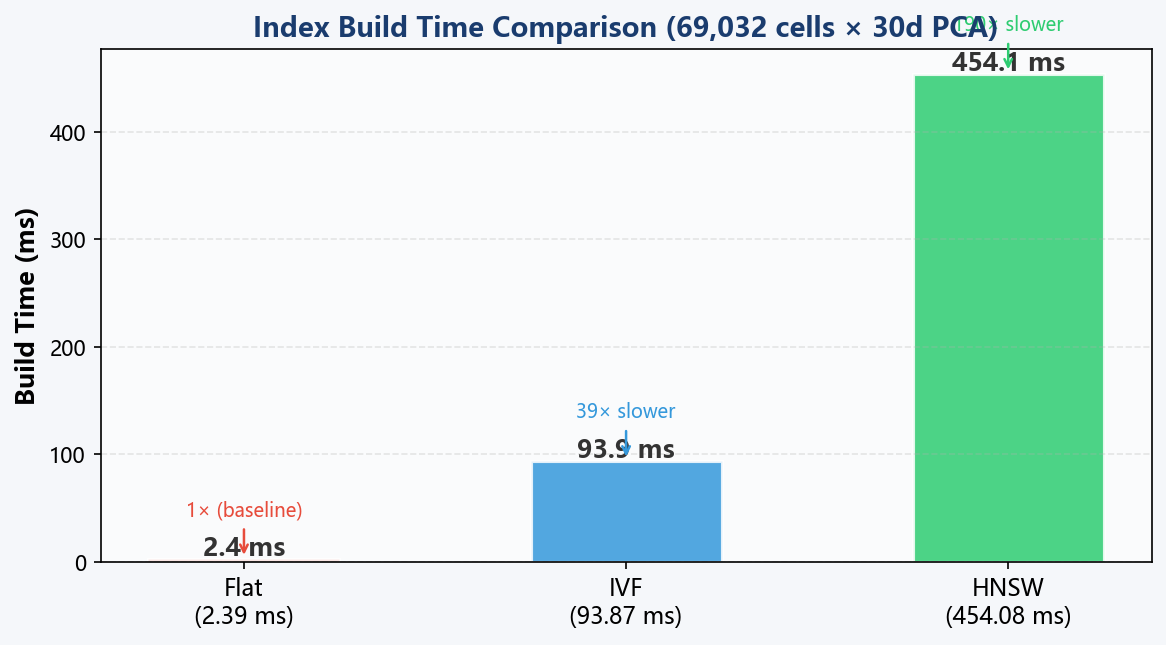 Index Build Time Comparison (69,032 cells × 30d PCA)
190× slower
454.1 ms
400
300
200
100
0
Build Time (ms)
39× slower
93.9 ms
1× (baseline)
2.4 ms
Flat
(2.39 ms)
IVF
(93.87 ms)
HNSW
(454.08 ms)